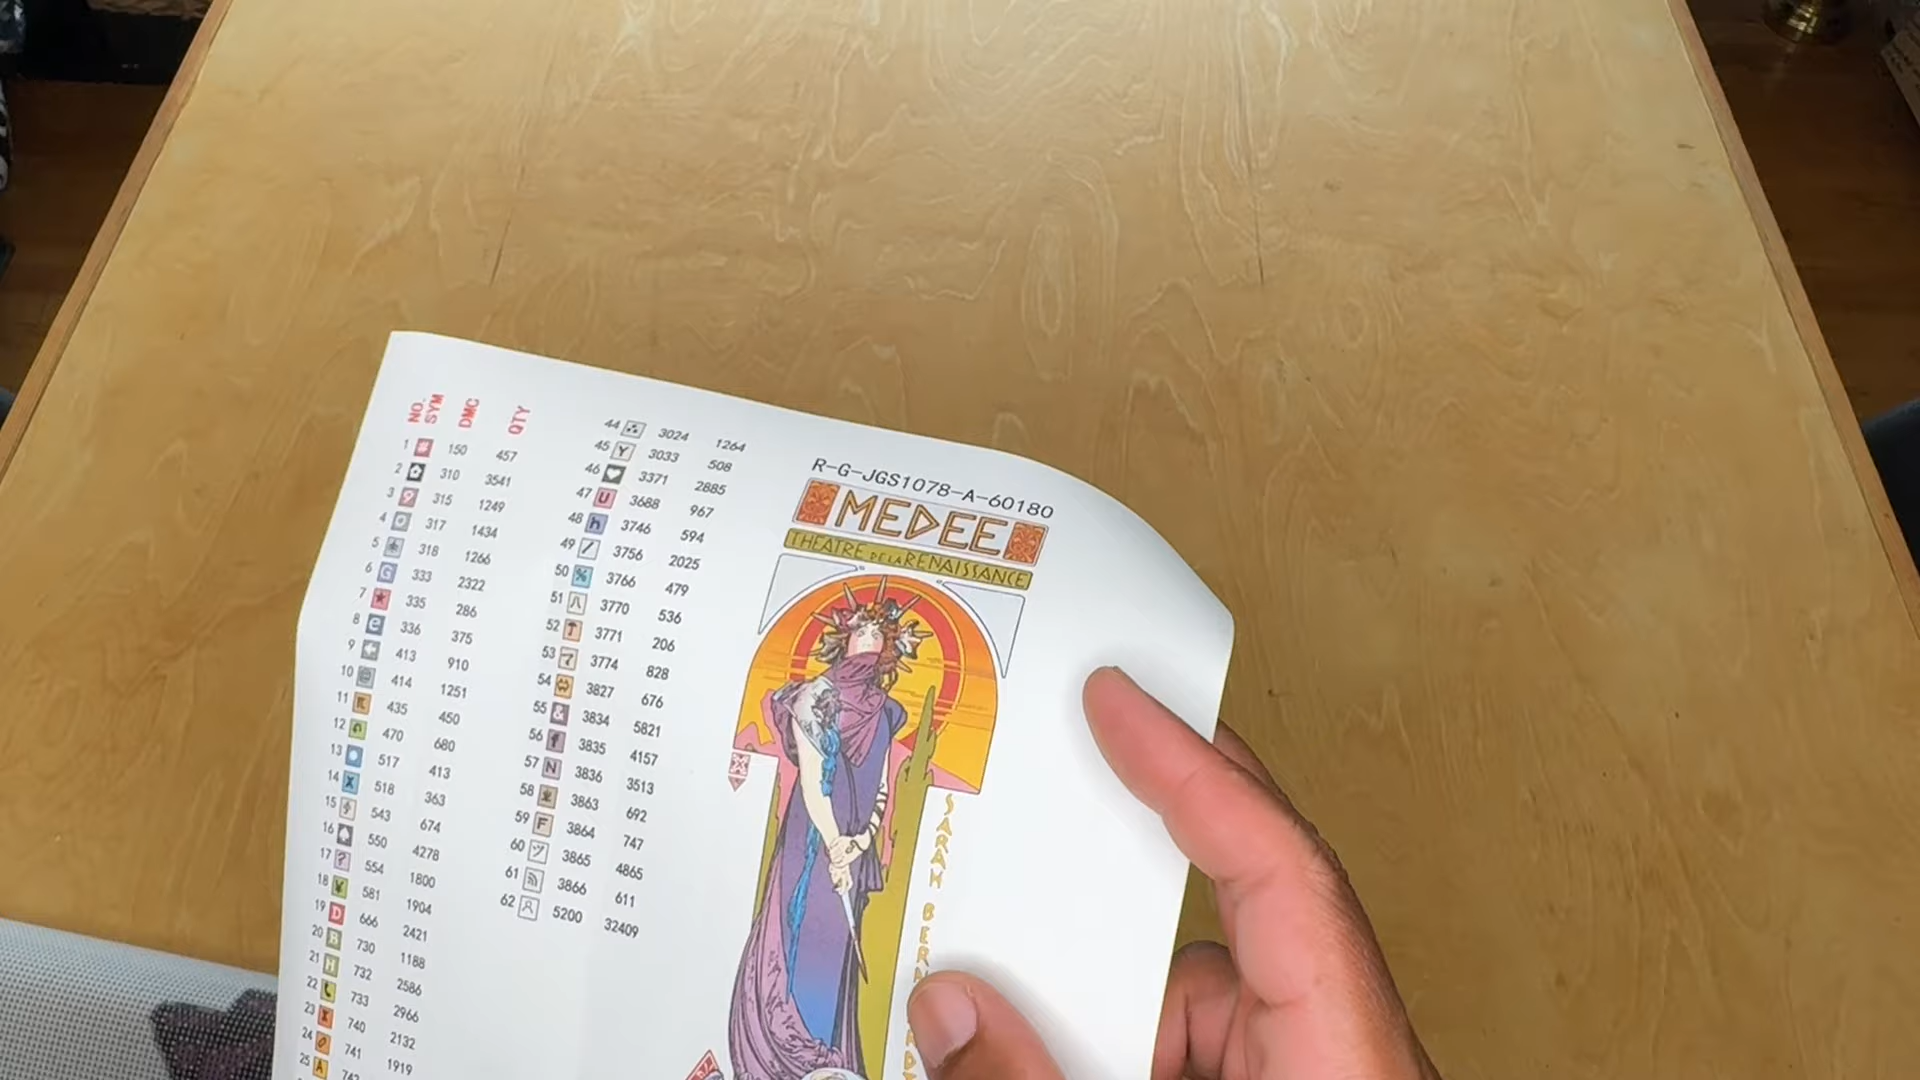 NO. SYM DMC QTY
1 # 150 457
2 310 3541
3 9 315 1249
4 317 1434
5 318 1266
6 G 333 2322
7 ★ 335 286
8 e 336 375
9 413 910
10 @ 414 1251
11 435 450
12 470 680
13 517 413
14 518 363
15 543 674
16 ♠ 550 4278
17 ? 554 1800
18 ¥ 581 1904
19 D 666 2421
20 B 730 1188
21 H 732 2586
22 733 2966
23 740 2132
24 741 1919
25 A
44 3024 1264
45 Y 3033 508
46 ♥ 3371 2885
47 U 3688 967
48 h 3746 594
49 / 3756 2025
50 % 3766 479
51 3770 536
52 3771 206
53 3774 828
54 3827 676
55 & 3834 5821
56 f 3835 4157
57 N 3836 3513
58 3863 692
59 F 3864 747
60 ツ 3865 4865
61 3866 611
62 5200 32409
R-G-JGS1078-A-60180
MEDEE
THEATRE DE LA RENAISSANCE
SARAH